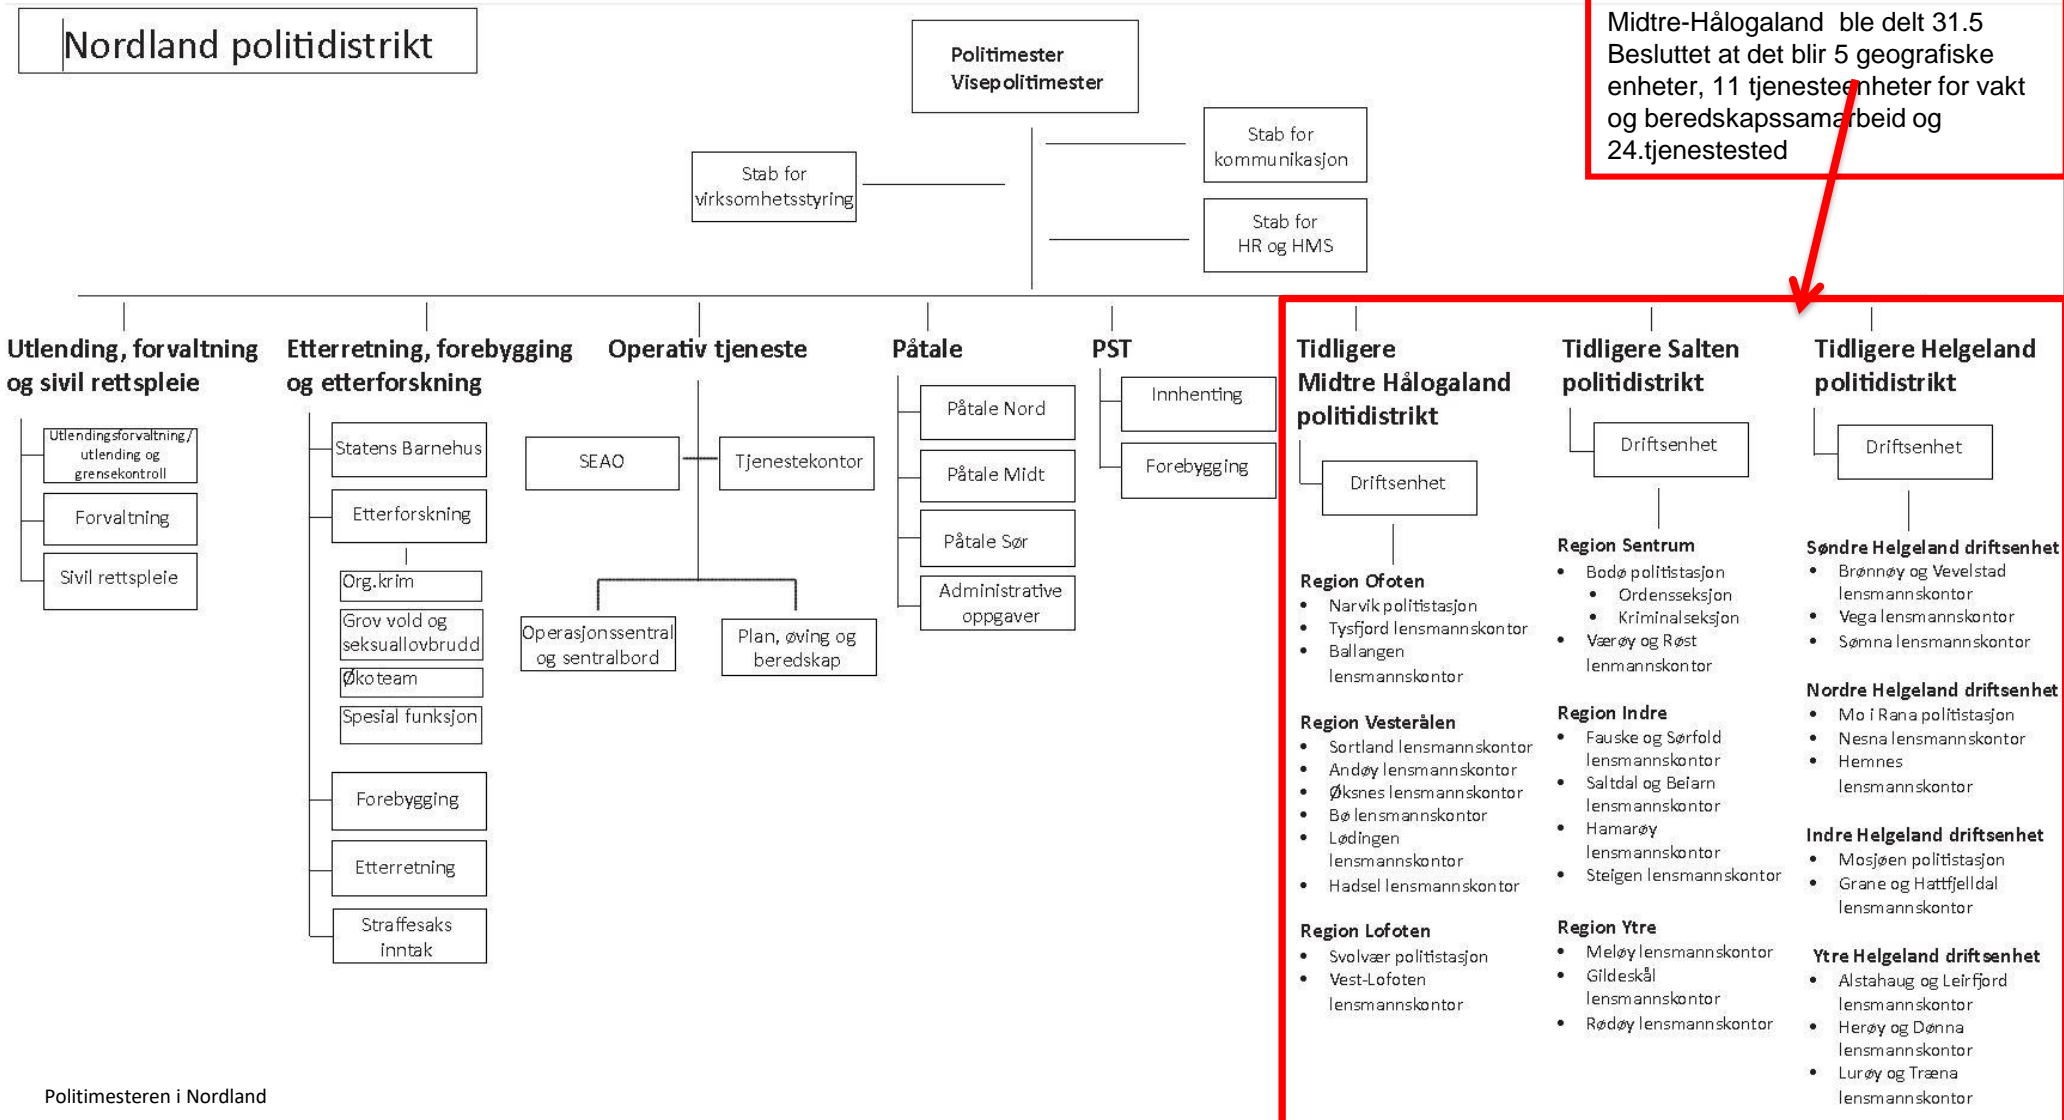 Nordland politidistrikt
Politimester
Visepolitimester
Midtre-Hålogaland ble delt 31.5
Besluttet at det blir 5 geografiske
enheter, 11 tjenesteenheter for vakt
og beredskapssamarbeid og
24.tjenestested
Stab for
virksomhetsstyring
Stab for
kommunikasjon
Stab for
HR og HMS
Utlending, forvaltning
og sivil rettspleie
Utlendingsforvaltning/
utlending og
grensekontroll
Forvaltning
Sivil rettspleie
Etterretning, forebygging
og etterforskning
Statens Barnehus
Etterforskning
Org.krim
Grov vold og
seksuallovbrudd
Økoteam
Spesial funksjon
Forebygging
Etterretning
Straffesaks
inntak
Operativ tjeneste
SEAO
Tjenestekontor
Operasjonssentral
og sentralbord
Plan, øving og
beredskap
Påtale
Påtale Nord
Påtale Midt
Påtale Sør
Administrative
oppgaver
PST
Innhenting
Forebygging
Tidligere
Midtre Hålogaland
politidistrikt
Driftsenhet
Region Ofoten
• Narvik politistasjon
• Tysfjord lensmannskontor
• Ballangen
lensmannskontor
Region Vesterålen
• Sortland lensmannskontor
• Andøy lensmannskontor
• Øksnes lensmannskontor
• Bø lensmannskontor
• Lødingen
lensmannskontor
• Hadsel lensmannskontor
Region Lofoten
• Svolvær politistasjon
• Vest-Lofoten
lensmannskontor
Tidligere Salten
politidistrikt
Driftsenhet
Region Sentrum
• Bodø politistasjon
• Ordensseksjon
• Kriminalseksjon
• Værøy og Røst
lenmannskontor
Region Indre
• Fauske og Sørfold
lensmannskontor
• Saltdal og Beiarn
lensmannskontor
• Hamarøy
lensmannskontor
• Steigen lensmannskontor
Region Ytre
• Meløy lensmannskontor
• Gildeskål
lensmannskontor
• Rødøy lensmannskontor
Tidligere Helgeland
politidistrikt
Driftsenhet
Søndre Helgeland driftsenhet
• Brønnøy og Vevelstad
lensmannskontor
• Vega lensmannskontor
• Sømna lensmannskontor
Nordre Helgeland driftsenhet
• Mo i Rana politistasjon
• Nesna lensmannskontor
• Hemnes
lensmannskontor
Indre Helgeland driftsenhet
• Mosjøen politistasjon
• Grane og Hattfjelldal
lensmannskontor
Ytre Helgeland driftsenhet
• Alstahaug og Leirfjord
lensmannskontor
• Herøy og Dønna
lensmannskontor
• Lurøy og Træna
lensmannskontor
Politimesteren i Nordland